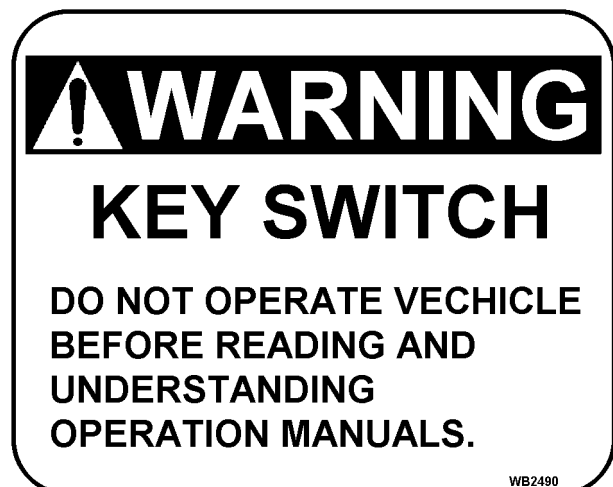 WARNING
KEY SWITCH
DO NOT OPERATE VECHICLE
BEFORE READING AND
UNDERSTANDING
OPERATION MANUALS.
WB2490